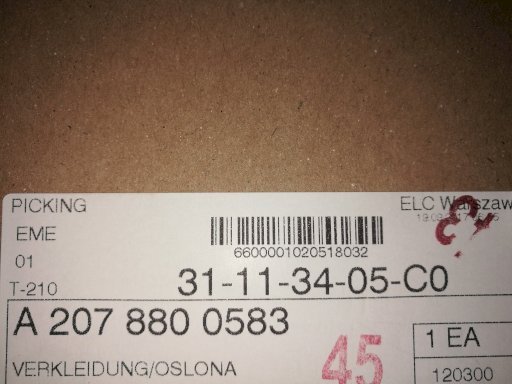 PICKING
ELC Warszaw
EME
6600001020518032
01
T-210
31-11-34-05-C0
A 207 880 0583
1 EA
VERKLEIDUNG/OSLONA
45
120300